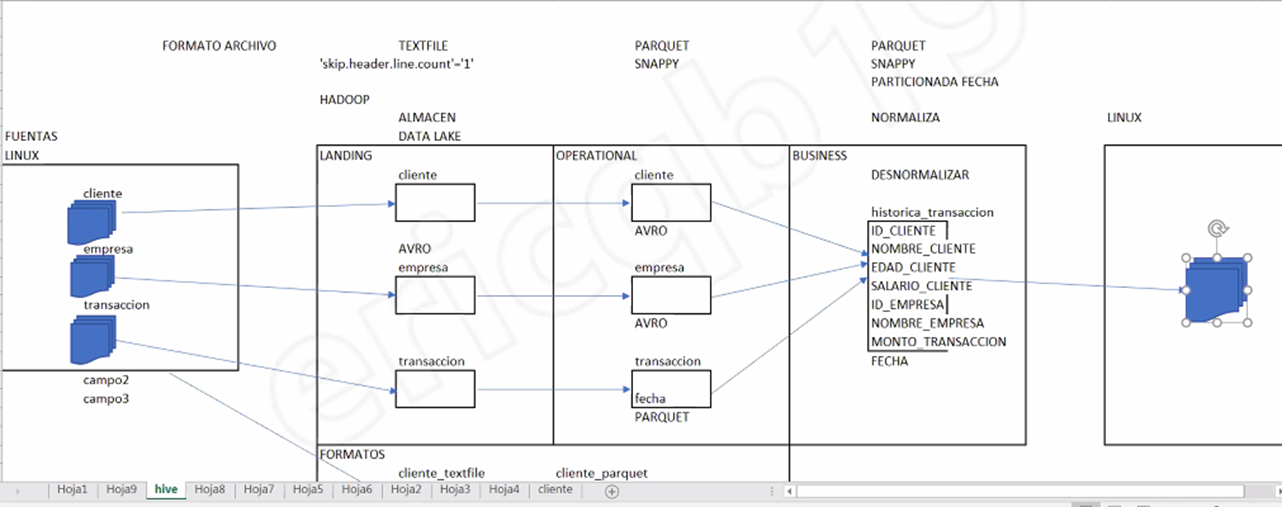 FORMATO ARCHIVO
TEXTFILE
PARQUET
PARQUET
'skip.header.line.count'='1'
SNAPPY
SNAPPY
PARTICIONADA FECHA
HADOOP
ALMACEN
NORMALIZA
LINUX
DATA LAKE
FUENTAS
LINUX
cliente
empresa
transaccion
campo2
campo3
LANDING
cliente
AVRO
empresa
transaccion
OPERATIONAL
cliente
AVRO
empresa
AVRO
transaccion
fecha
PARQUET
BUSINESS
DESNORMALIZAR
historica_transaccion
ID_CLIENTE
NOMBRE_CLIENTE
EDAD_CLIENTE
SALARIO_CLIENTE
ID_EMPRESA
NOMBRE_EMPRESA
MONTO_TRANSACCION
FECHA
FORMATOS
cliente_textfile
cliente_parquet
Hoja1 Hoja9 hive Hoja8 Hoja7 Hoja5 Hoja6 Hoja2 Hoja3 Hoja4 cliente